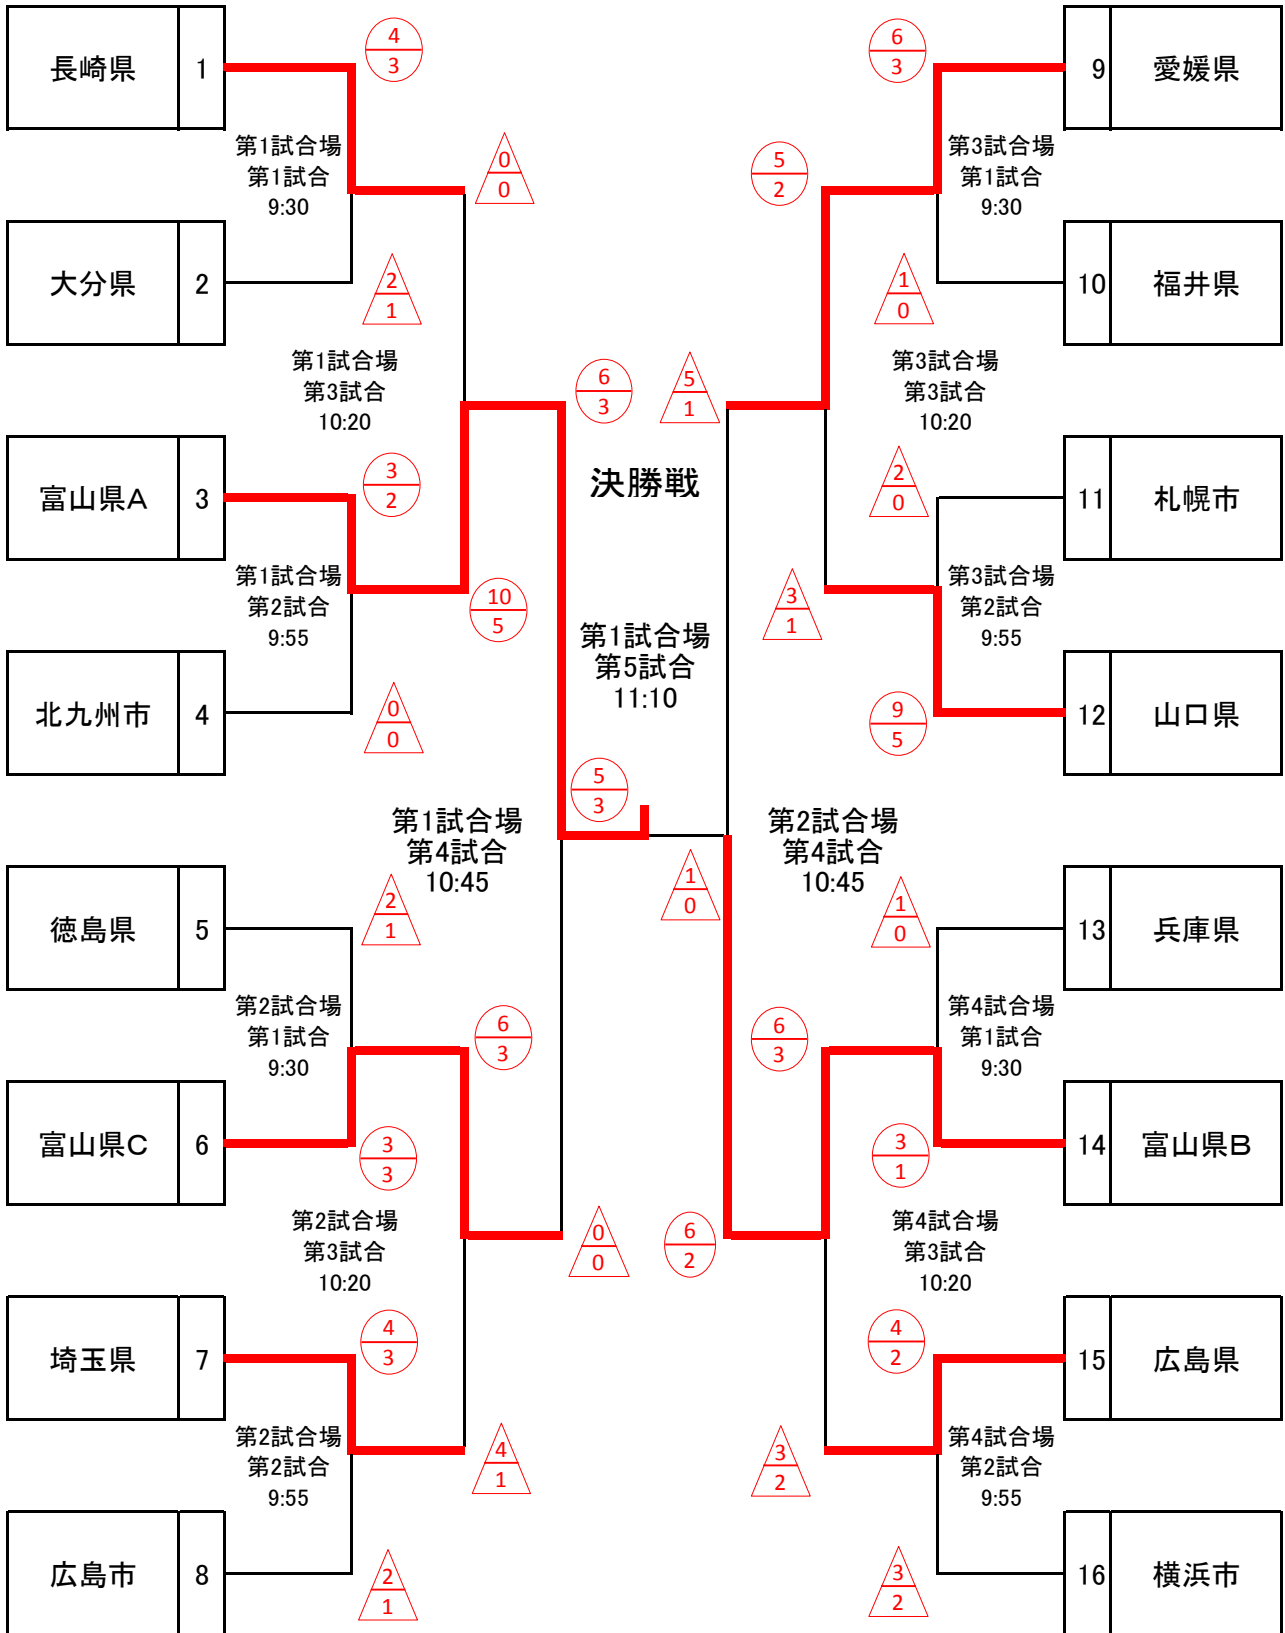 長崎県 1
4
3
6
3
9 愛媛県
第1試合場
第1試合
9:30
0
0
5
2
第3試合場
第1試合
9:30
大分県 2
2
1
1
0
10 福井県
第1試合場
第3試合
10:20
6
3
5
1
第3試合場
第3試合
10:20
富山県A 3
3
2
決勝戦
2
0
11 札幌市
第1試合場
第2試合
9:55
10
5
第1試合場
第5試合
11:10
3
1
第3試合場
第2試合
9:55
北九州市 4
0
0
9
5
12 山口県
5
3
第1試合場
第4試合
10:45
1
0
第2試合場
第4試合
10:45
徳島県 5
2
1
1
0
13 兵庫県
第2試合場
第1試合
9:30
6
3
6
3
第4試合場
第1試合
9:30
富山県C 6
3
3
3
1
14 富山県B
第2試合場
第3試合
10:20
0
0
6
2
第4試合場
第3試合
10:20
埼玉県 7
4
3
4
2
15 広島県
第2試合場
第2試合
9:55
4
1
3
2
第4試合場
第2試合
9:55
広島市 8
2
1
3
2
16 横浜市